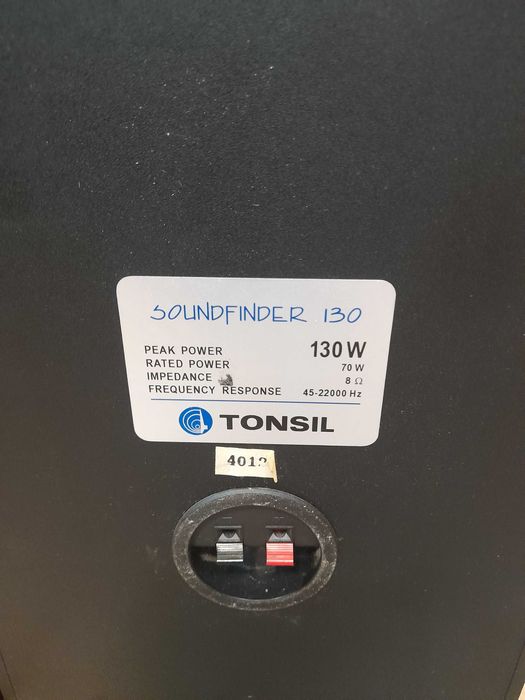 SOUNDFINDER 130
PEAK POWER 130 W
RATED POWER 70 W
IMPEDANCE 8 Ω
FREQUENCY RESPONSE 45-22000 Hz
TONSIL